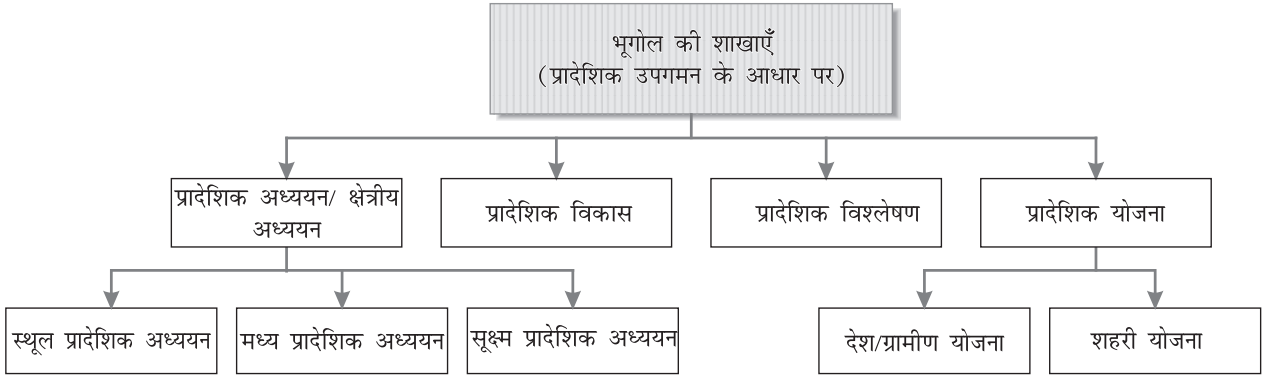 भूगोल की शाखाएँ
(प्रादेशिक उपगमन के आधार पर)
प्रादेशिक अध्ययन/ क्षेत्रीय
अध्ययन
प्रादेशिक विकास
प्रादेशिक विश्लेषण
प्रादेशिक योजना
स्थूल प्रादेशिक अध्ययन
मध्य प्रादेशिक अध्ययन
सूक्ष्म प्रादेशिक अध्ययन
देश/ग्रामीण योजना
शहरी योजना